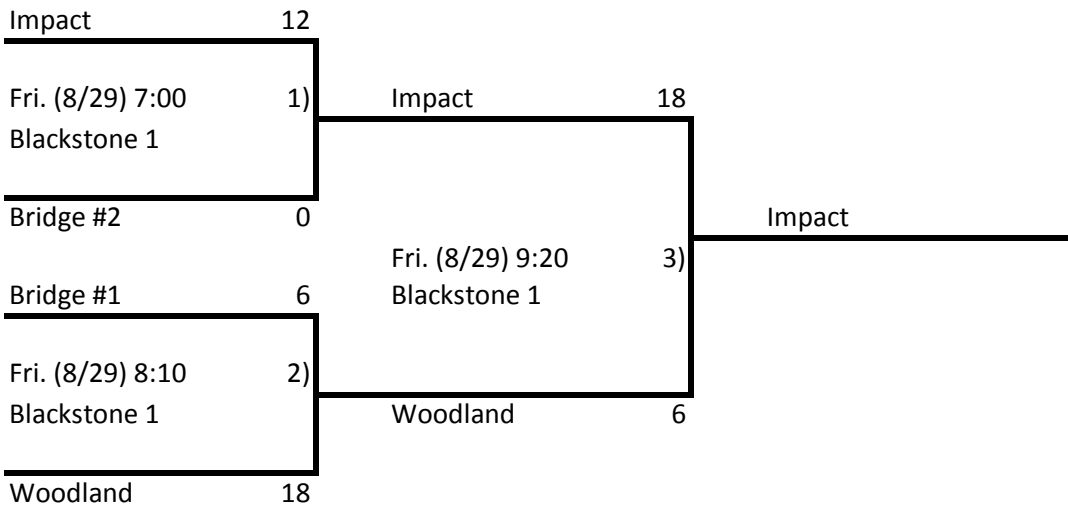 Impact 12
Fri. (8/29) 7:00 1)
Blackstone 1
Bridge #2 0
Bridge #1 6
Fri. (8/29) 8:10 2)
Blackstone 1
Woodland 18
Impact 18
Fri. (8/29) 9:20 3)
Blackstone 1
Woodland 6
Impact